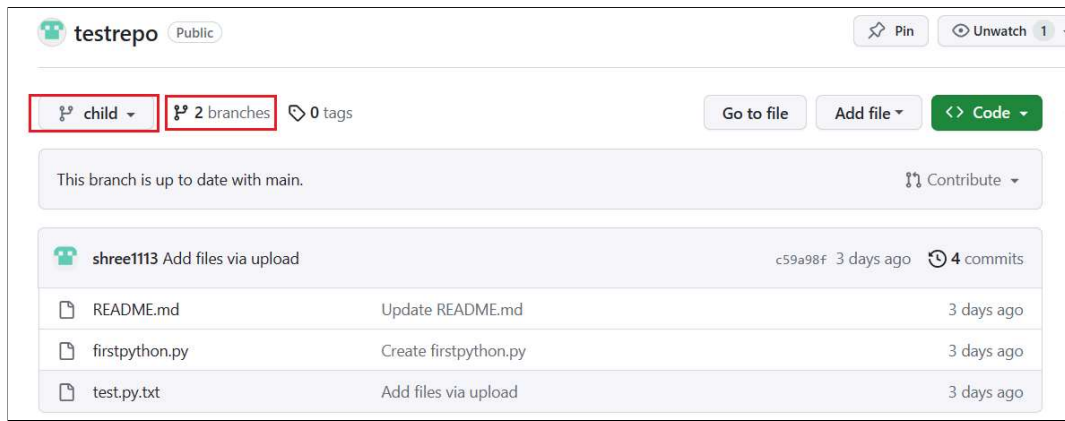 testrepo Public Pin Unwatch 1
child 2 branches 0 tags Go to file Add file <> Code
This branch is up to date with main. Contribute
shree1113 Add files via upload c59a98f 3 days ago 4 commits
README.md Update README.md 3 days ago
firstpython.py Create firstpython.py 3 days ago
test.py.txt Add files via upload 3 days ago